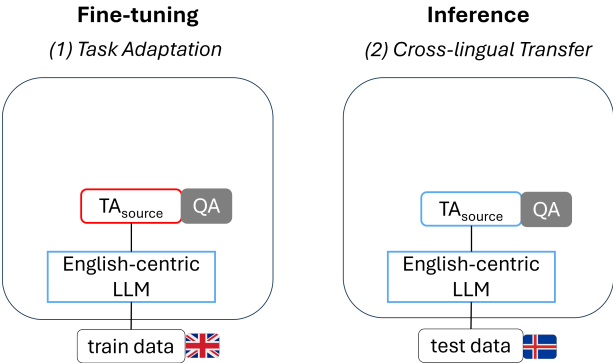 Fine-tuning
(1) Task Adaptation
TAsource QA
English-centric
LLM
train data
Inference
(2) Cross-lingual Transfer
TAsource QA
English-centric
LLM
test data